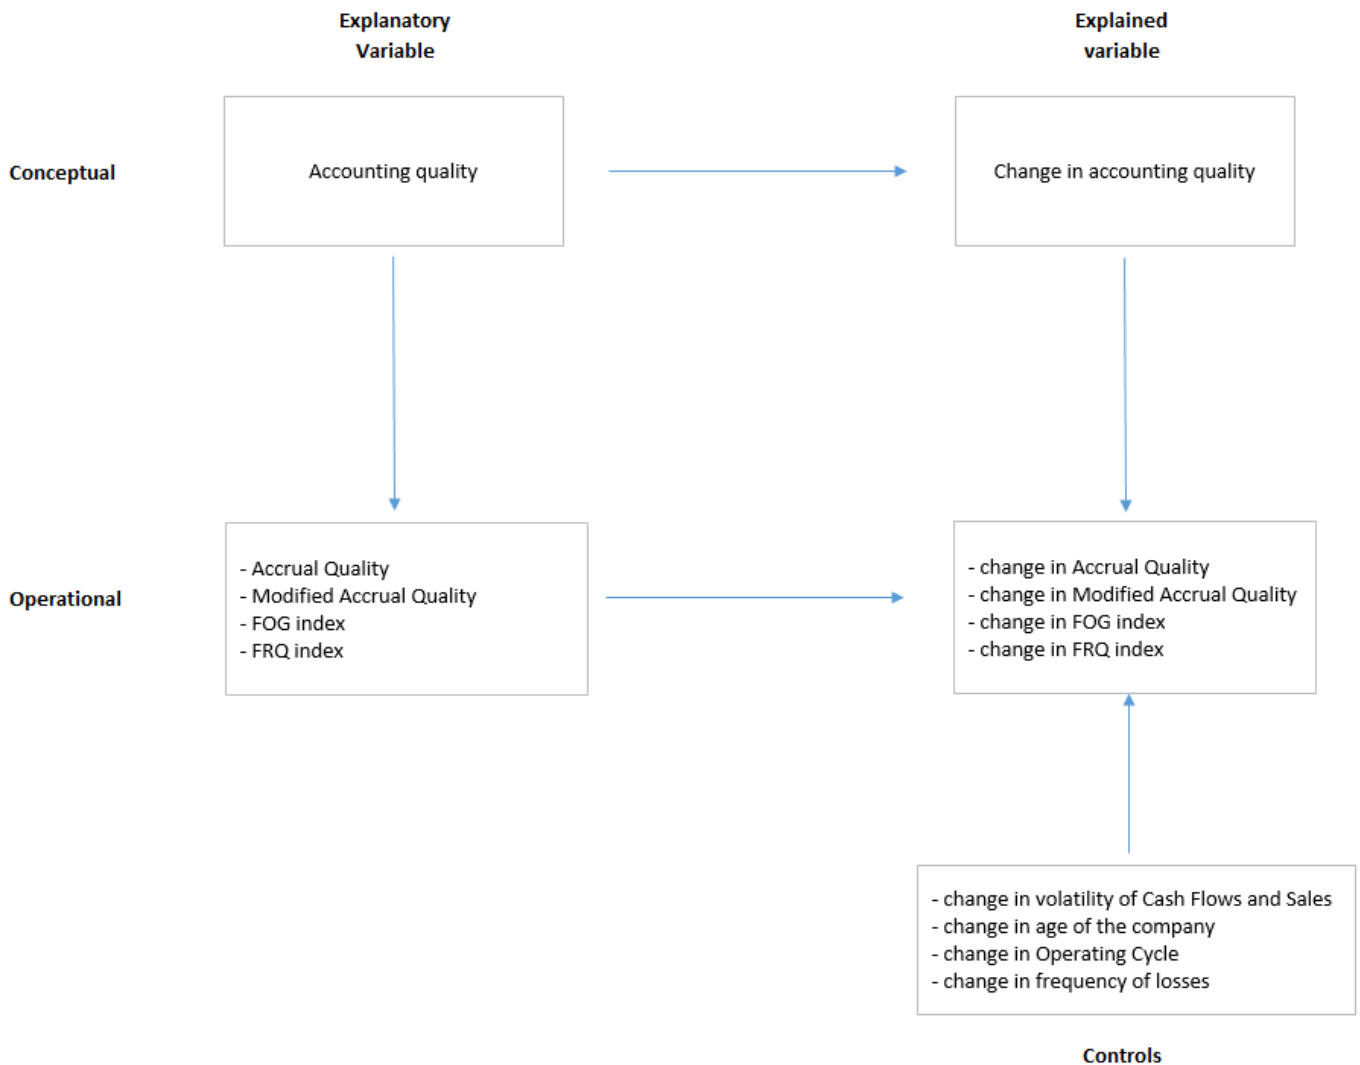 Explanatory
Variable
Explained
variable
Conceptual
Accounting quality
Change in accounting quality
Operational
- Accrual Quality
- Modified Accrual Quality
- FOG index
- FRQ index
- change in Accrual Quality
- change in Modified Accrual Quality
- change in FOG index
- change in FRQ index
- change in volatility of Cash Flows and Sales
- change in age of the company
- change in Operating Cycle
- change in frequency of losses
Controls